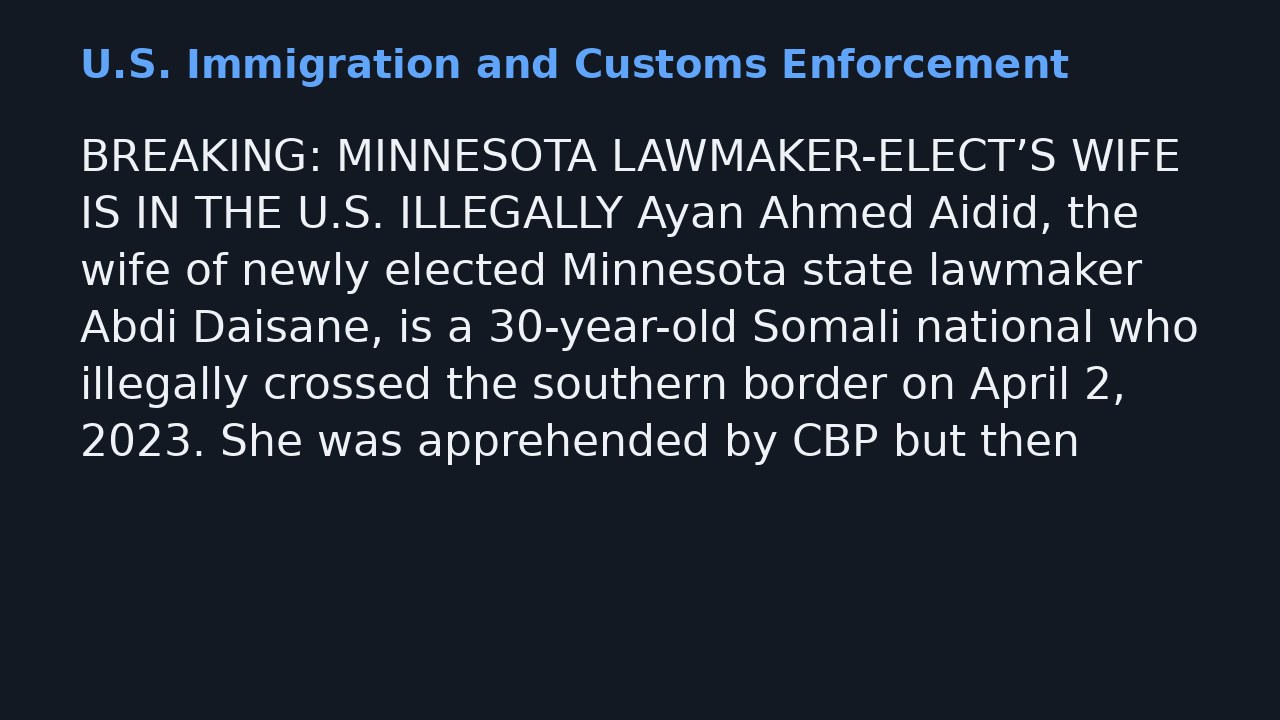 U.S. Immigration and Customs Enforcement
BREAKING: MINNESOTA LAWMAKER-ELECT’S WIFE
IS IN THE U.S. ILLEGALLY Ayan Ahmed Aidid, the
wife of newly elected Minnesota state lawmaker
Abdi Daisane, is a 30-year-old Somali national who
illegally crossed the southern border on April 2,
2023. She was apprehended by CBP but then